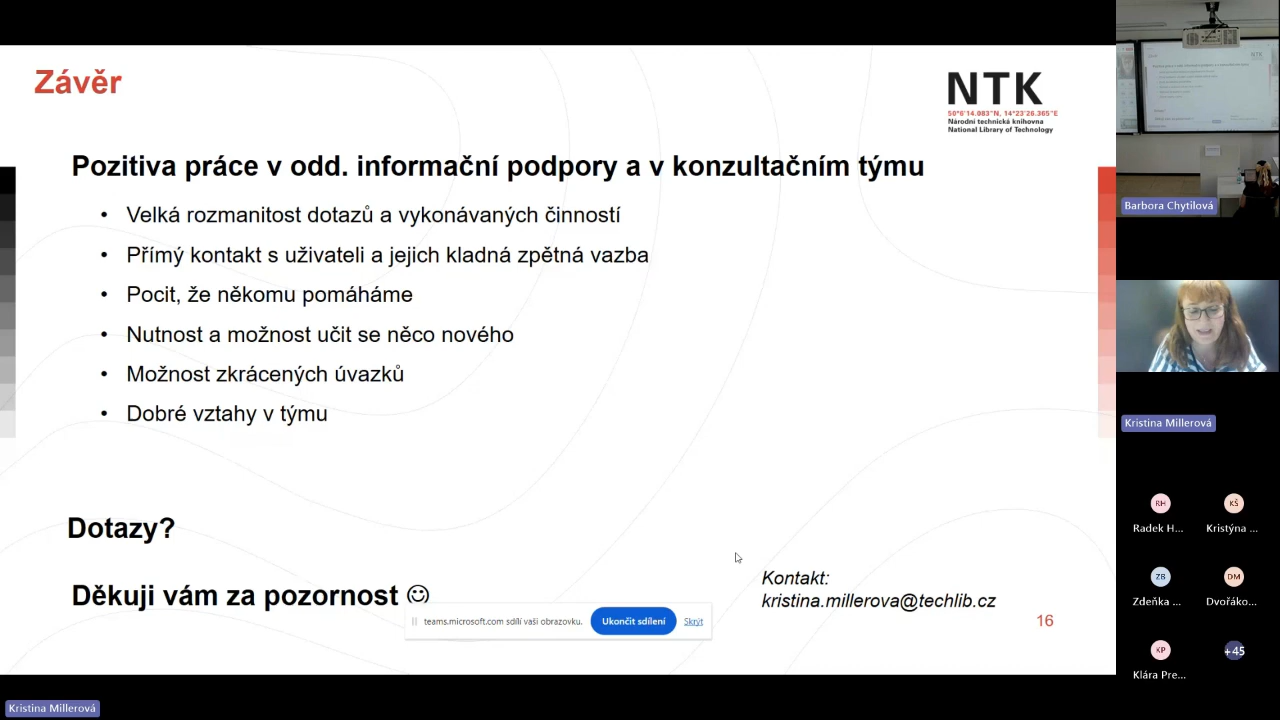 Závěr
NTK
50°6'14.083"N, 14°23'26.365"E
Národní technická knihovna
National Library of Technology
Pozitiva práce v odd. informační podpory a v konzultačním týmu
• Velká rozmanitost dotazů a vykonávaných činností
• Přímý kontakt s uživateli a jejich kladná zpětná vazba
• Pocit, že někomu pomáháme
• Nutnost a možnost učit se něco nového
• Možnost zkrácených úvazků
• Dobré vztahy v týmu
Dotazy?
Děkuji vám za pozornost ☺
Kontakt:
kristina.millerova@techlib.cz
16
teams.microsoft.com sdílí vaši obrazovku.
Ukončit sdílení
Skrýt
Kristina Millerová
Barbora Chytilová
Kristina Millerová
RH
Radek H...
KŠ
Kristýna ...
ZB
Zdeňka ...
DM
Dvořáko...
KP
Klára Pre...
+45